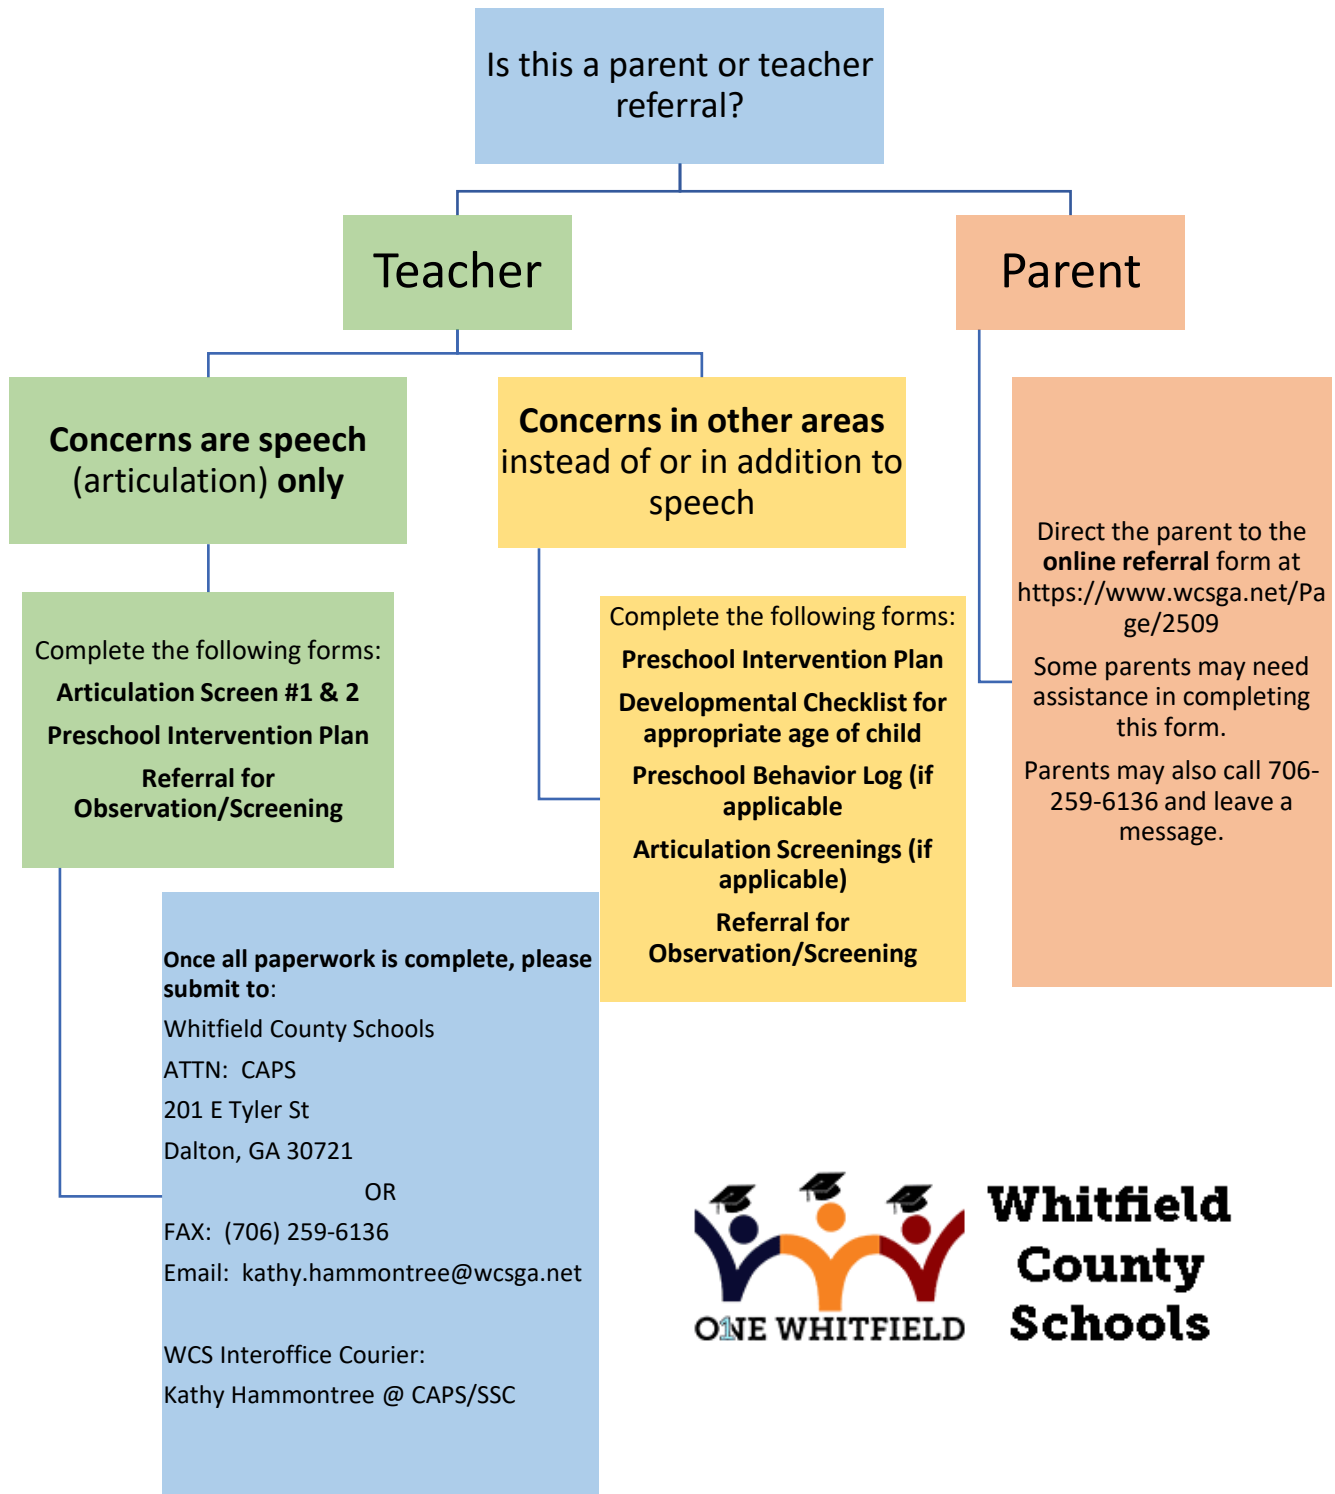 Is this a parent or teacher
referral?
Teacher
Parent
Concerns are speech
(articulation) only
Concerns in other areas
instead of or in addition to
speech
Complete the following forms:
Articulation Screen #1 & 2
Preschool Intervention Plan
Referral for
Observation/Screening
Complete the following forms:
Preschool Intervention Plan
Developmental Checklist for
appropriate age of child
Preschool Behavior Log (if
applicable
Articulation Screenings (if
applicable)
Referral for
Observation/Screening
Direct the parent to the
online referral form at
https://www.wcsga.net/Pa
ge/2509
Some parents may need
assistance in completing
this form.
Parents may also call 706-
259-6136 and leave a
message.
Once all paperwork is complete, please
submit to:
Whitfield County Schools
ATTN:  CAPS
201 E Tyler St
Dalton, GA 30721
OR
FAX:  (706) 259-6136
Email:  kathy.hammontree@wcsga.net
WCS Interoffice Courier:
Kathy Hammontree @ CAPS/SSC
O1NE WHITFIELD
Whitfield
County
Schools